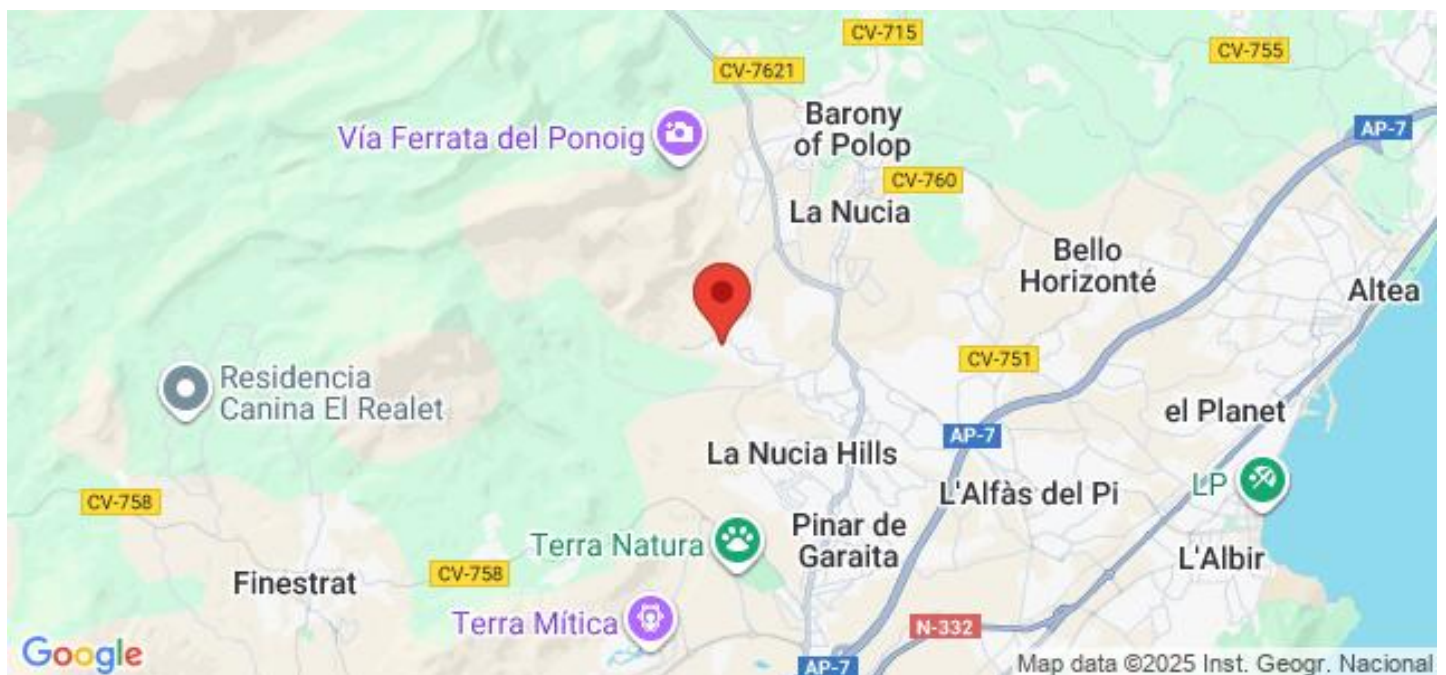 CV-715
CV-755
CV-7621
Barony
of Polop
AP-7
Vía Ferrata del Ponoig
CV-760
La Nucia
Bello
Horizonté
Altea
CV-751
Residencia
Canina El Realet
el Planet
AP-7
La Nucia Hills
LP
L'Alfàs del Pi
CV-758
Pinar de
Garaita
Terra Natura
L'Albir
CV-758
Finestrat
Terra Mítica
N-332
Google
AP-7
Map data ©2025 Inst. Geogr. Nacional